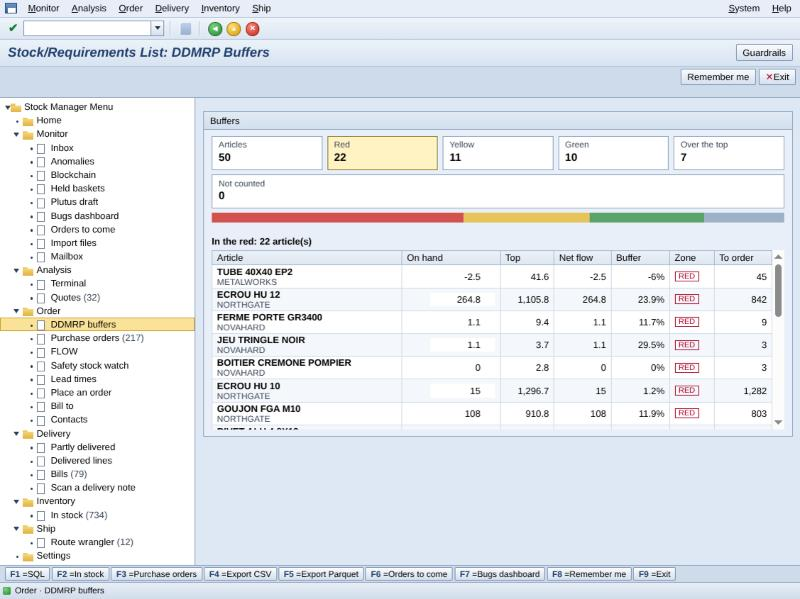 Monitor Analysis Order Delivery Inventory Ship System Help
Stock/Requirements List: DDMRP Buffers Guardrails
Remember me ✕Exit
Stock Manager Menu
Home
Monitor
Inbox
Anomalies
Blockchain
Held baskets
Plutus draft
Bugs dashboard
Orders to come
Import files
Mailbox
Analysis
Terminal
Quotes (32)
Order
DDMRP buffers
Purchase orders (217)
FLOW
Safety stock watch
Lead times
Place an order
Bill to
Contacts
Delivery
Partly delivered
Delivered lines
Bills (79)
Scan a delivery note
Inventory
In stock (734)
Ship
Route wrangler (12)
Settings
Buffers
Articles Red Yellow Green Over the top
50 22 11 10 7
Not counted
0
In the red: 22 article(s)
Article On hand Top Net flow Buffer Zone To order
TUBE 40X40 EP2
METALWORKS -2.5 41.6 -2.5 -6% RED 45
ECROU HU 12
NORTHGATE 264.8 1,105.8 264.8 23.9% RED 842
FERME PORTE GR3400
NOVAHARD 1.1 9.4 1.1 11.7% RED 9
JEU TRINGLE NOIR
NOVAHARD 1.1 3.7 1.1 29.5% RED 3
BOITIER CREMONE POMPIER
NOVAHARD 0 2.8 0 0% RED 3
ECROU HU 10
NORTHGATE 15 1,296.7 15 1.2% RED 1,282
GOUJON FGA M10
NORTHGATE 108 910.8 108 11.9% RED 803
F1 =SQL F2 =In stock F3 =Purchase orders F4 =Export CSV F5 =Export Parquet F6 =Orders to come F7 =Bugs dashboard F8 =Remember me F9 =Exit
Order · DDMRP buffers